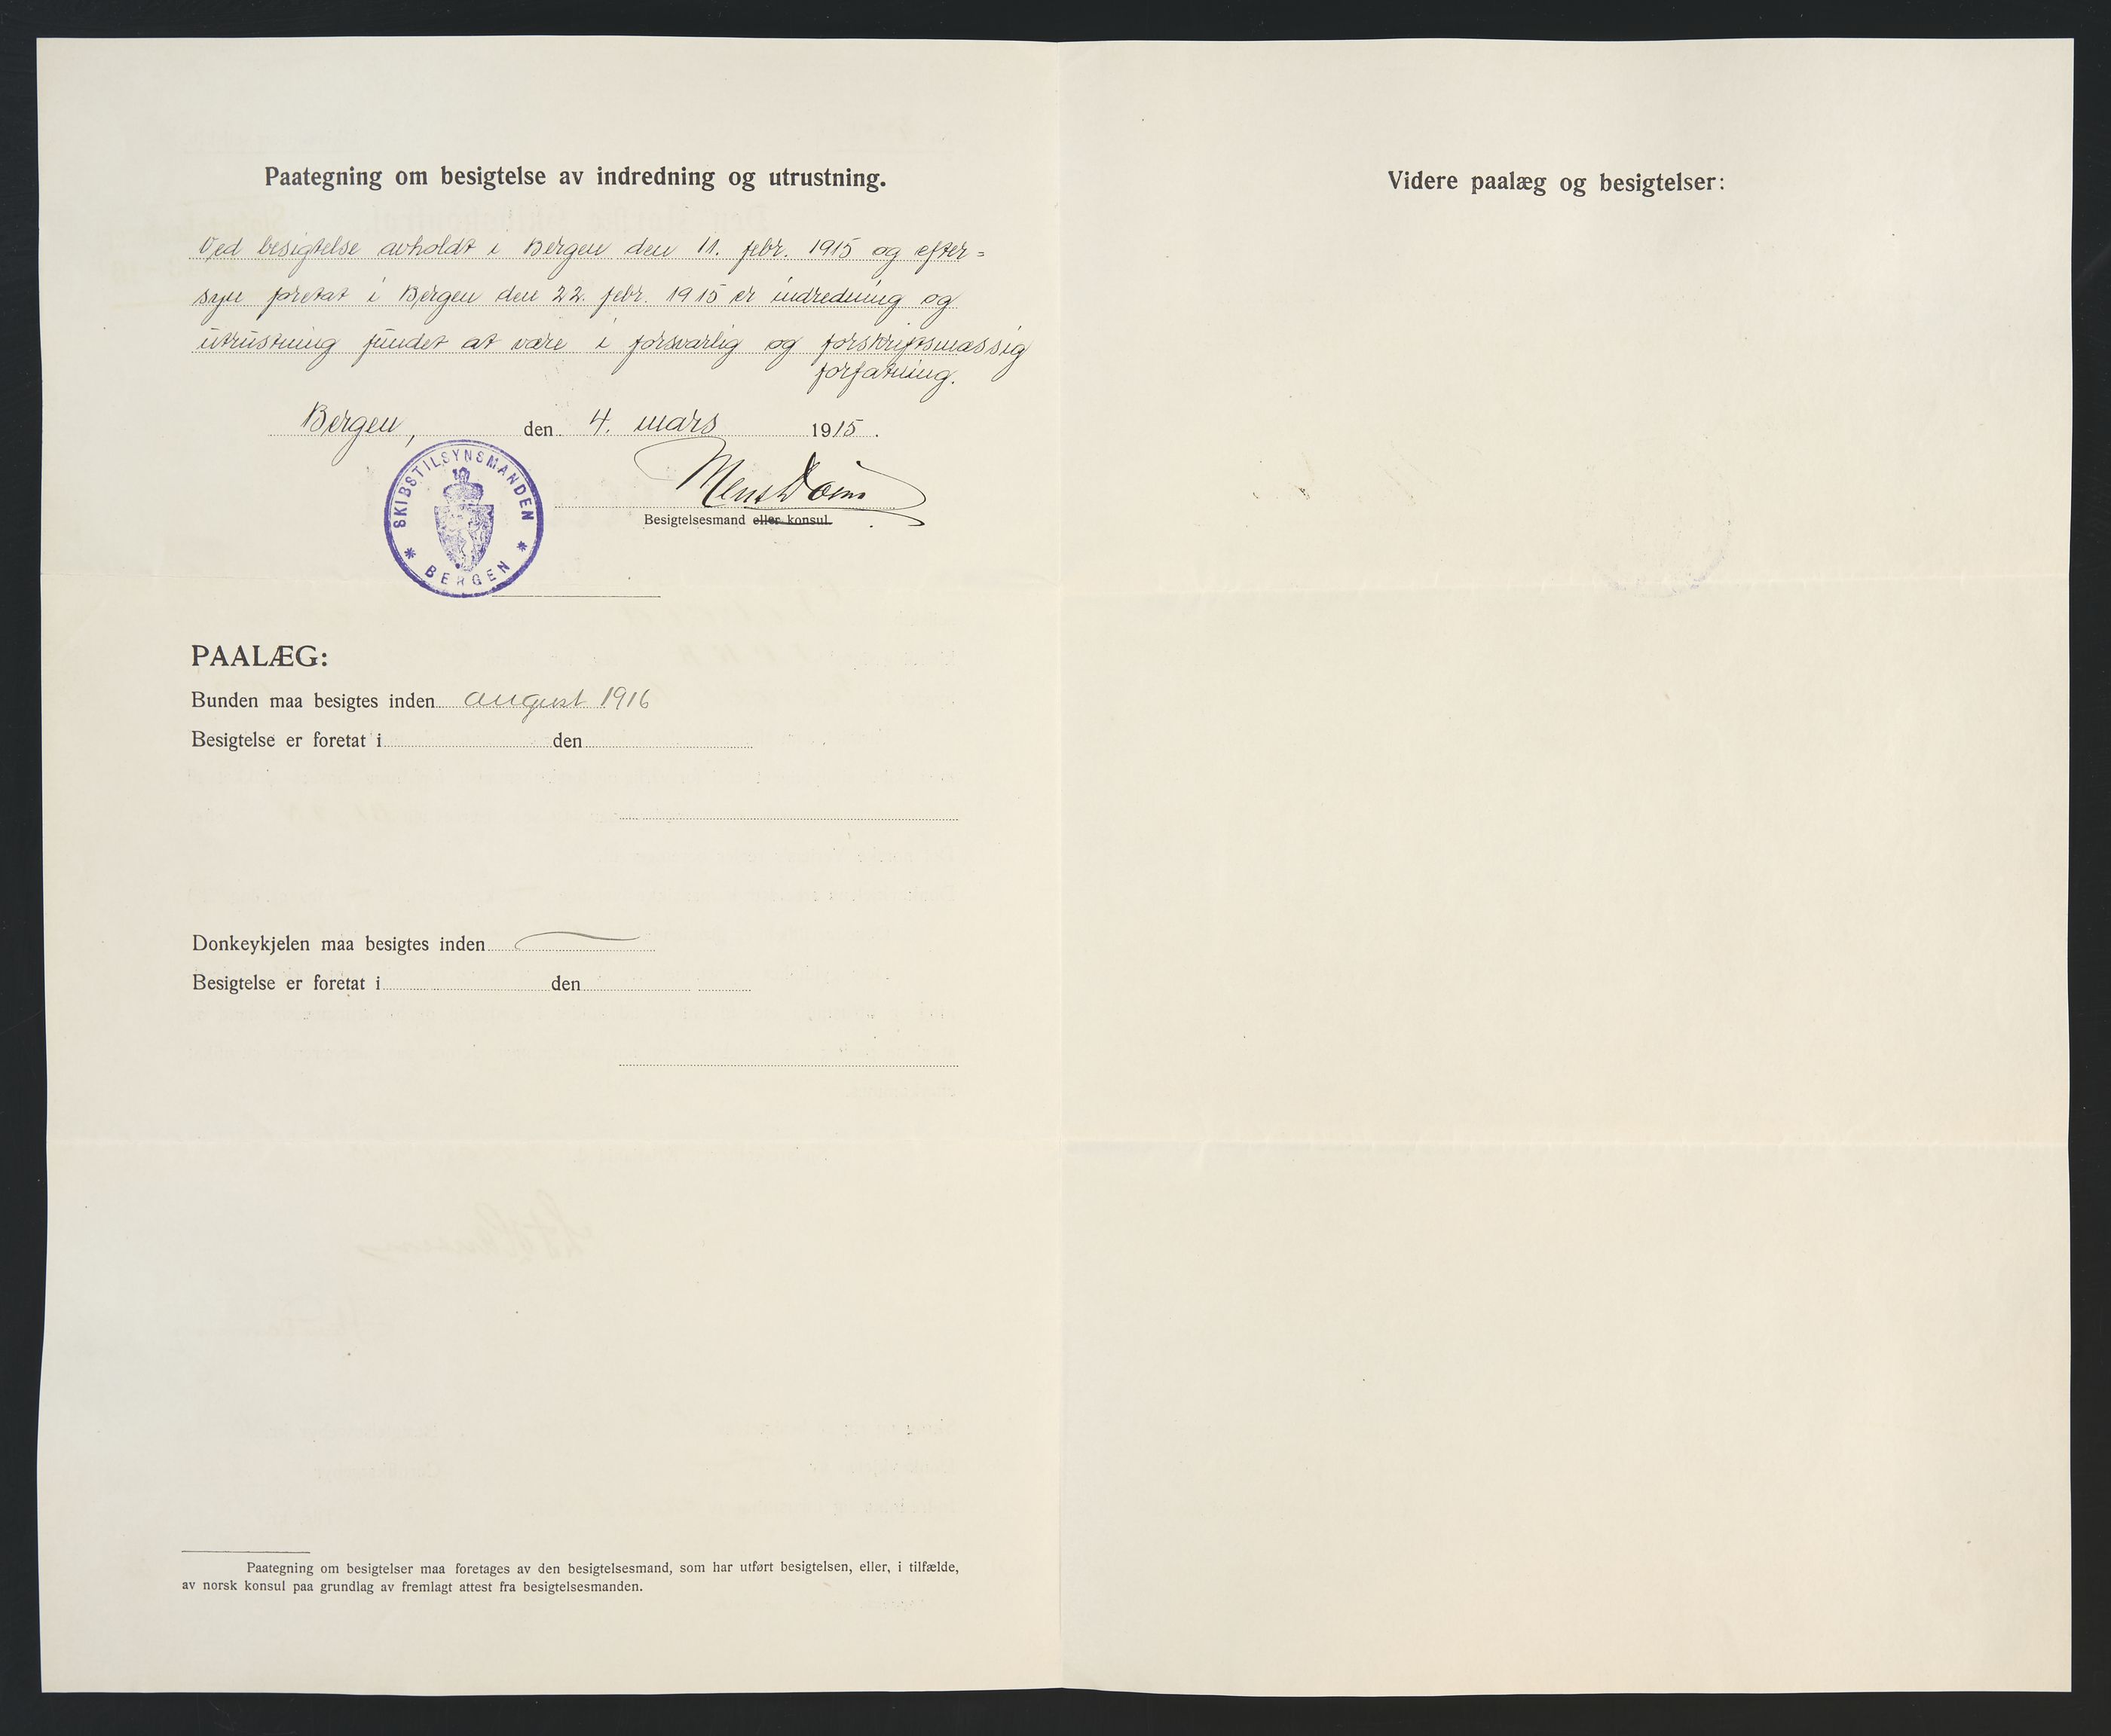 Paategning om besigtelse av indredning og utrustning.
Ved besigtelse avholdt i Bergen den 11. febr. 1915 og efter=
syn foretat i Bergen den 22. febr. 1915 er indredning og
utrustning fundet at være i forsvarlig og forskriftsmæssig
forfatning.
Bergen, den 4. mars 1915.
SKIBSTILSYNSMANDEN
* BERGEN *
Besigtelsesmand eller konsul.
PAALÆG:
Bunden maa besigtes inden august 1916
Besigtelse er foretat i den
Donkeykjelen maa besigtes inden
Besigtelse er foretat i den
Paategning om besigtelser maa foretages av den besigtelsesmand, som har utført besigtelsen, eller, i tilfælde,
av norsk konsul paa grundlag av fremlagt attest fra besigtelsesmanden.
Videre paalæg og besigtelser: